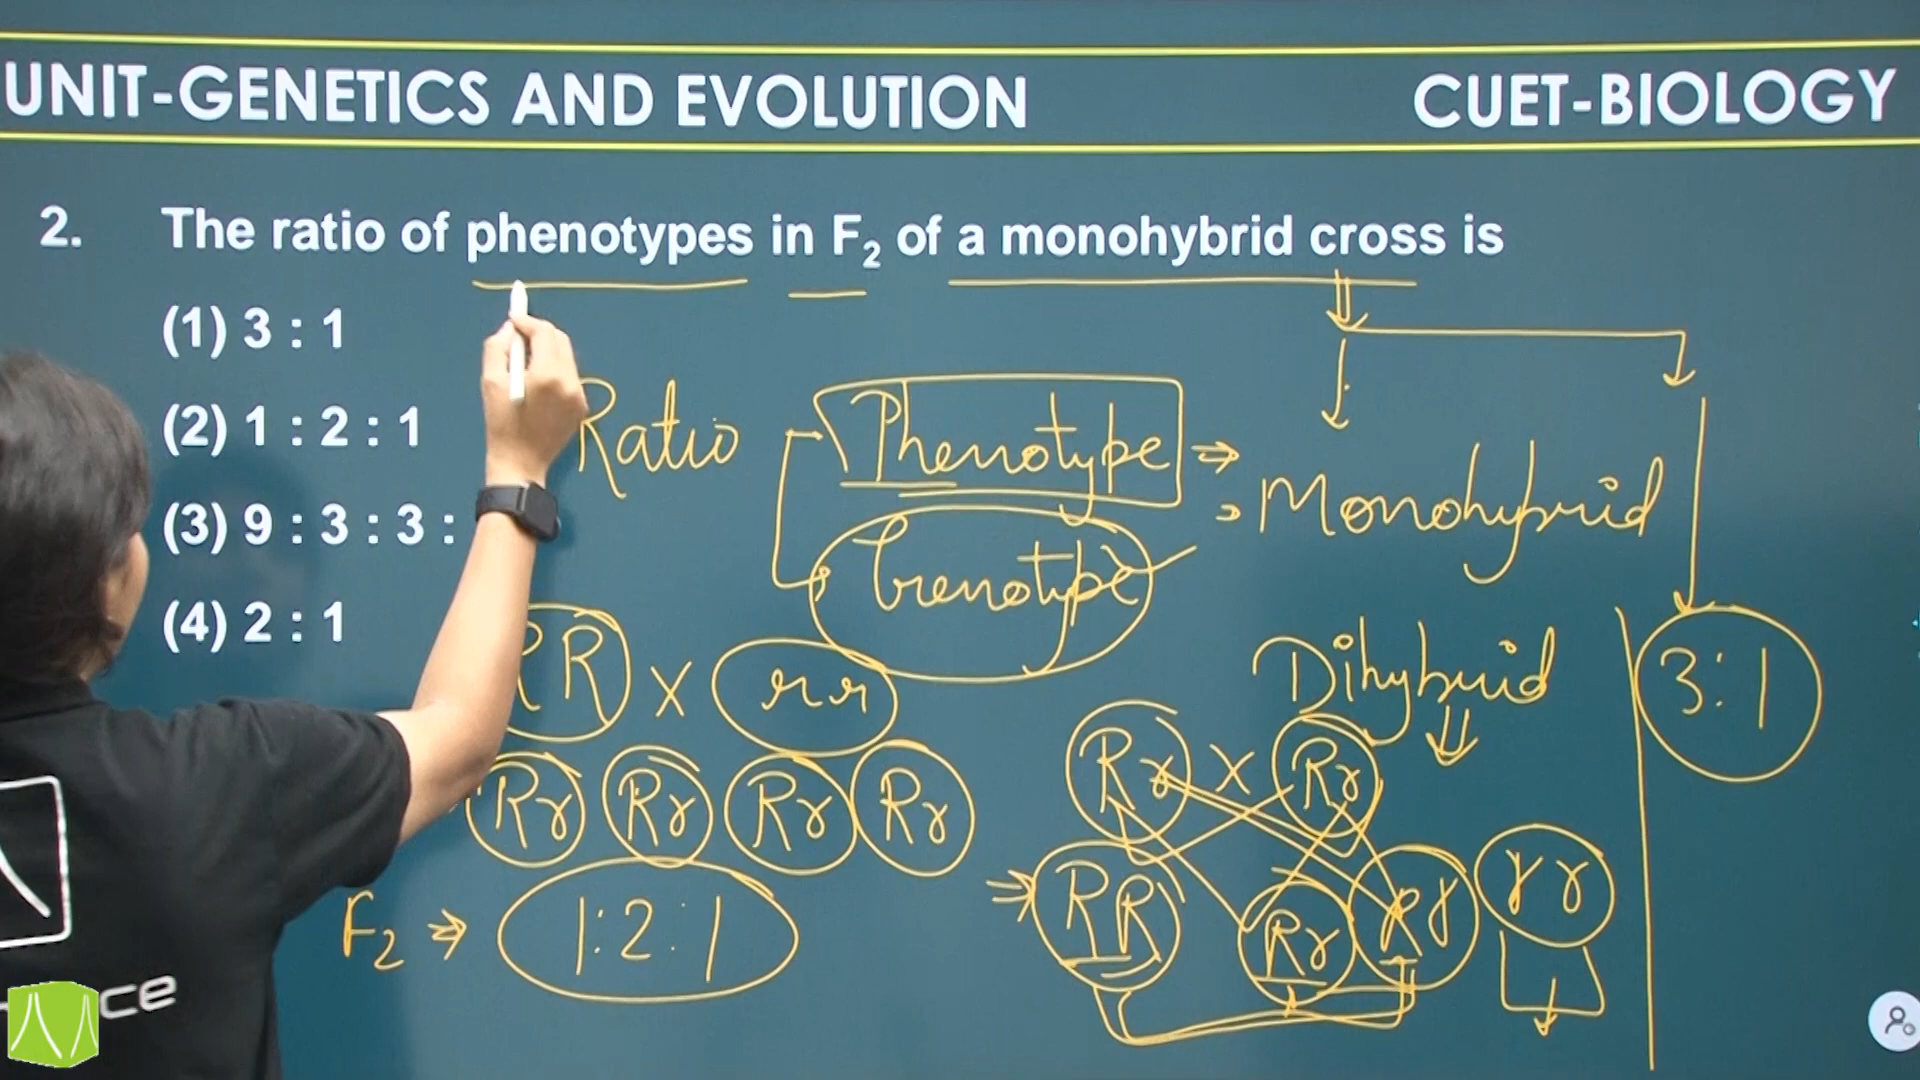 UNIT-GENETICS AND EVOLUTION
CUET-BIOLOGY
2. The ratio of phenotypes in F₂ of a monohybrid cross is
(1) 3 : 1
(2) 1 : 2 : 1
(3) 9 : 3 : 3 :
(4) 2 : 1
Ratio
Phenotype ⇒
Genotype
Monohybrid
Dihybrid
3:1
RR X rr
Rr Rr Rr Rr
F₂ ⇒ 1:2:1
Rr X Rr
⇒ RR Rr Rr rr
ce